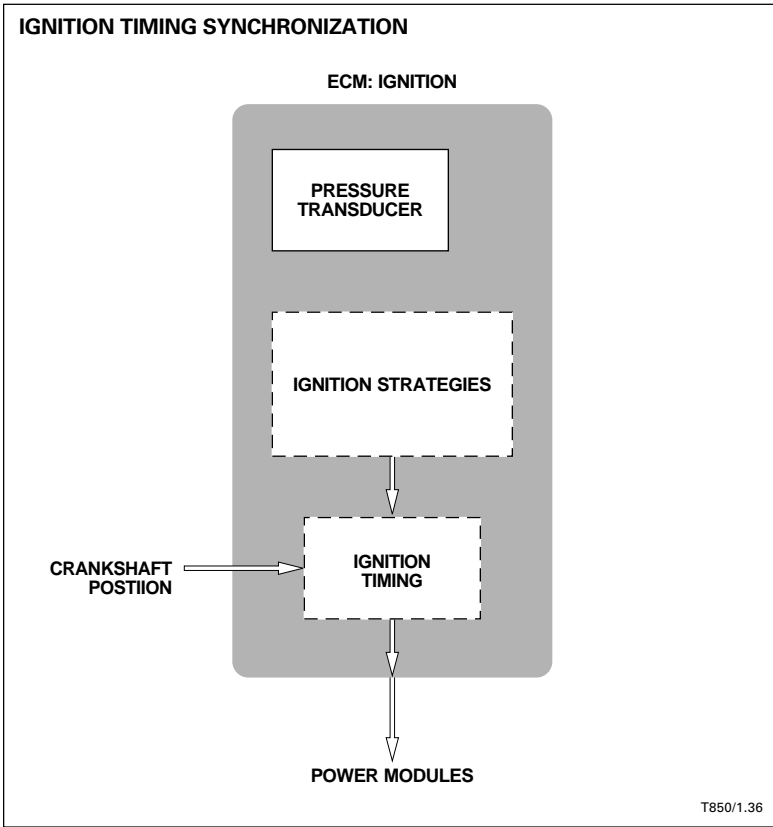 IGNITION TIMING SYNCHRONIZATION
ECM: IGNITION
PRESSURE
TRANSDUCER
IGNITION STRATEGIES
CRANKSHAFT
POSTIION
IGNITION
TIMING
POWER MODULES
T850/1.36